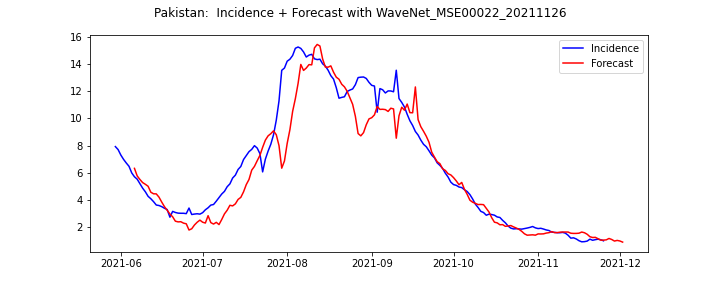 Pakistan:  Incidence + Forecast with WaveNet_MSE00022_20211126
Incidence
Forecast
16
14
12
10
8
6
4
2
2021-06 2021-07 2021-08 2021-09 2021-10 2021-11 2021-12